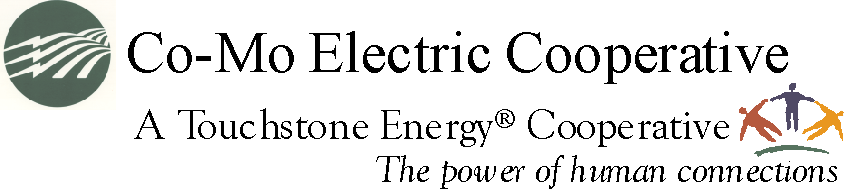 Co-Mo Electric Cooperative
A Touchstone Energy® Cooperative
The power of human connections